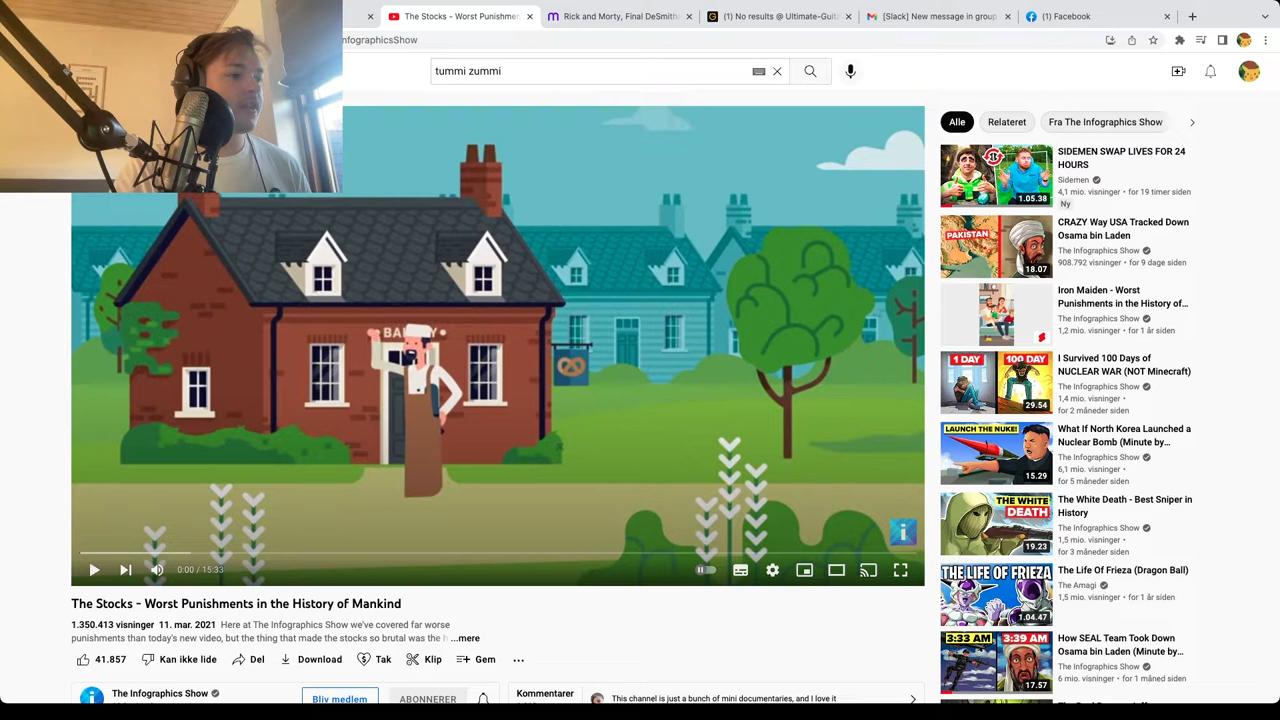 The Stocks - Worst Punishmen
Rick and Morty, Final DeSmith
(1) No results @ Ultimate-Guit
[Slack] New message in group
(1) Facebook
nfographicsShow
tummi zummi
Alle
Relateret
Fra The Infographics Show
SIDEMEN SWAP LIVES FOR 24
HOURS
Sidemen
4,1 mio. visninger • for 19 timer siden
Ny
1.05.38
PAKISTAN
18.07
CRAZY Way USA Tracked Down
Osama bin Laden
The Infographics Show
908.792 visninger • for 9 dage siden
Iron Maiden - Worst
Punishments in the History of...
The Infographics Show
1,2 mio. visninger • for 1 år siden
1 DAY
100 DAYS
29.54
I Survived 100 Days of
NUCLEAR WAR (NOT Minecraft)
The Infographics Show
1,4 mio. visninger •
for 2 måneder siden
LAUNCH THE NUKE!
15.29
What If North Korea Launched a
Nuclear Bomb (Minute by...
The Infographics Show
6,1 mio. visninger •
for 5 måneder siden
THE WHITE
DEATH
19.23
The White Death - Best Sniper in
History
The Infographics Show
1,5 mio. visninger •
for 3 måneder siden
THE LIFE OF FRIEZA
1.04.47
The Life Of Frieza (Dragon Ball)
The Amagi
1,5 mio. visninger • for 1 år siden
3:33 AM
3:39 AM
17.57
How SEAL Team Took Down
Osama bin Laden (Minute by...
The Infographics Show
6 mio. visninger • for 1 måned siden
0:00 / 15:33
The Stocks - Worst Punishments in the History of Mankind
1.350.413 visninger 11. mar. 2021 Here at The Infographics Show we've covered far worse
punishments than today's new video, but the thing that made the stocks so brutal was the h ...mere
41.857
Kan ikke lide
Del
Download
Tak
Klip
Gem
The Infographics Show
Bliv medlem
ABONNERER
Kommentarer
This channel is just a bunch of mini documentaries, and I love it